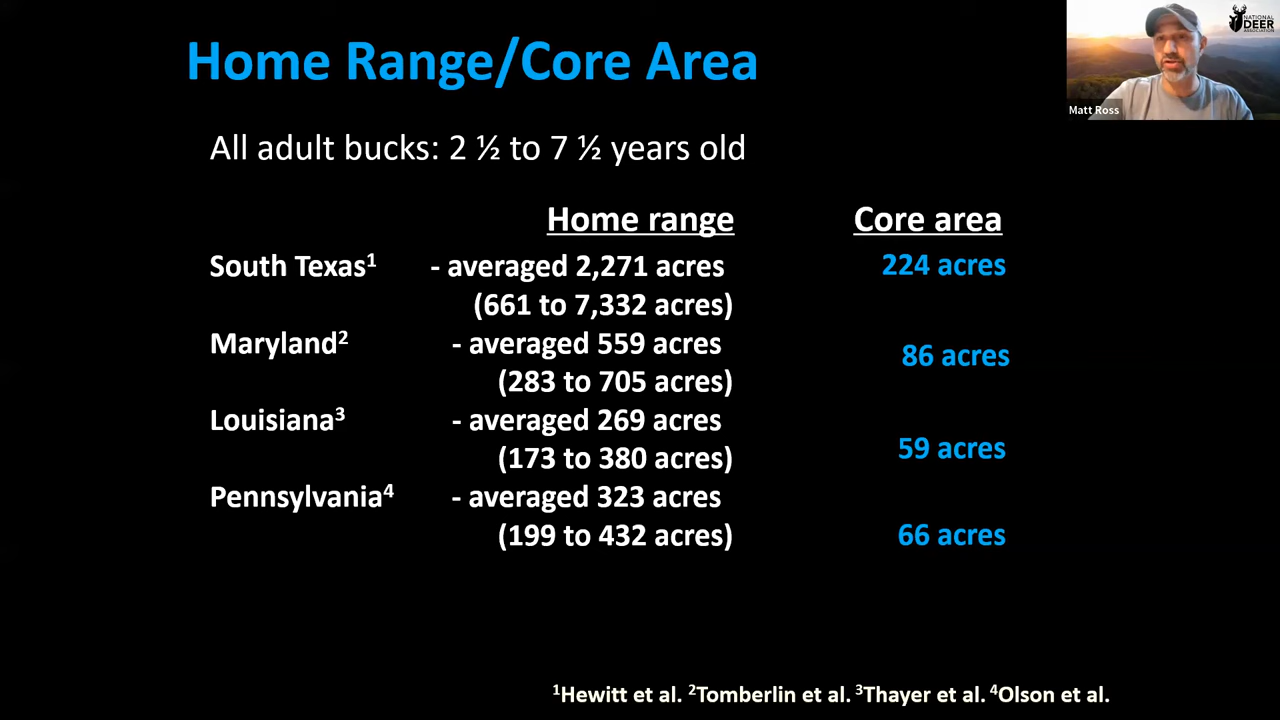 Home Range/Core Area
NATIONAL
DEER
ASSOCIATION
Matt Ross
All adult bucks: 2 ½ to 7 ½ years old
Home range Core area
South Texas¹ - averaged 2,271 acres 224 acres
(661 to 7,332 acres)
Maryland² - averaged 559 acres 86 acres
(283 to 705 acres)
Louisiana³ - averaged 269 acres 59 acres
(173 to 380 acres)
Pennsylvania⁴ - averaged 323 acres
(199 to 432 acres) 66 acres
¹Hewitt et al. ²Tomberlin et al. ³Thayer et al. ⁴Olson et al.